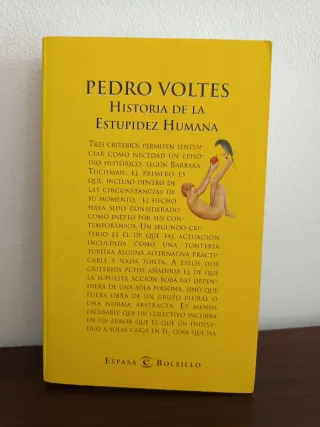 PEDRO VOLTES
HISTORIA DE LA
ESTUPIDEZ HUMANA
TRES CRITERIOS PERMITEN SENTEN-
CIAR COMO NECEDAD UN EPISO-
DIO HISTÓRICO, SEGÚN BARBARA
TUCHMAN: EL PRIMERO ES
QUE, INCLUSO DENTRO DE
LAS CIRCUNSTANCIAS DE
SU MOMENTO, EL HECHO
HAYA SIDO CONSIDERADO
COMO INEPTO POR SUS CON-
TEMPORÁNEOS. UN SEGUNDO CRI-
TERIO ES EL DE QUE TAL ACTUACIÓN
INCULPADA COMO UNA TONTERÍA
TUVIERA ALGUNA ALTERNATIVA PRACTI-
CABLE Y NADA TONTA. A ESTOS DOS
CRITERIOS PUEDE AÑADIRSE EL DE QUE
LA SUPUESTA ACCIÓN BOBA NO DEPEN-
DIERA DE UNA SOLA PERSONA, SINO QUE
FUERA OBRA DE UN GRUPO PLURAL O
UNA NORMA ABSTRACTA. ES MENOS
EXCUSABLE QUE UN COLECTIVO INCURRA
EN UN ERROR QUE EL QUE UN INDIVI-
DUO A SOLAS CAIGA EN ÉL, COSA QUE HA
ESPASA BOLSILLO